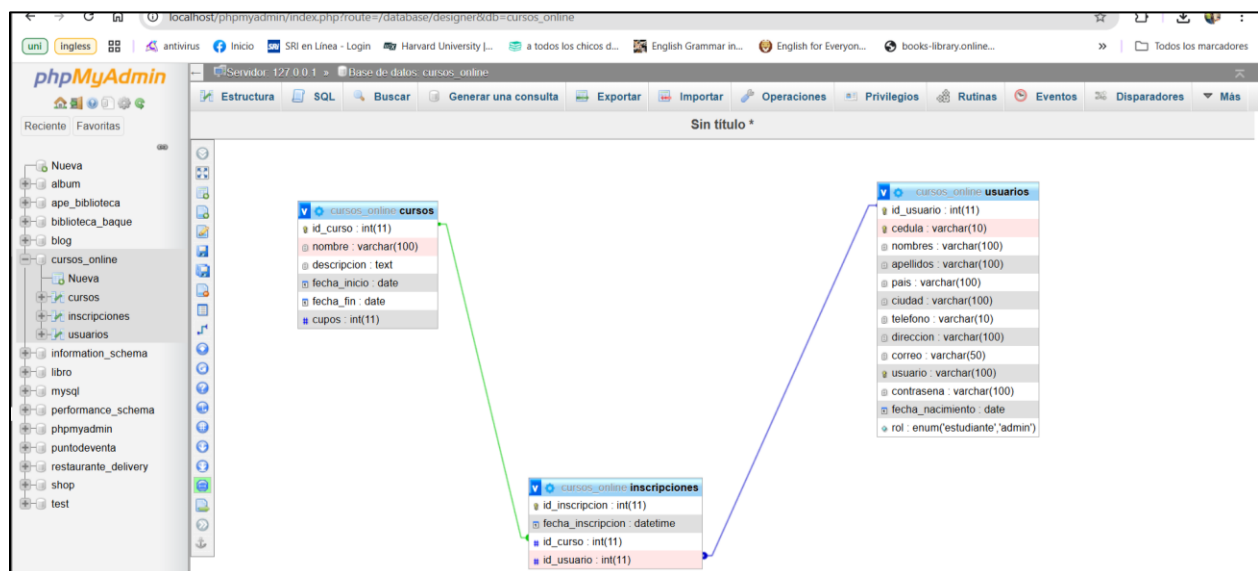 localhost/phpmyadmin/index.php?route=/database/designer&db=cursos_online
uni
ingless
antivirus
Inicio
SRI en Línea - Login
Harvard University |...
a todos los chicos d...
English Grammar in...
English for Everyon...
books-library.online...
»
Todos los marcadores
phpMyAdmin
Reciente Favoritas
Nueva
album
ape_biblioteca
biblioteca_baque
blog
cursos_online
Nueva
cursos
inscripciones
usuarios
information_schema
libro
mysql
performance_schema
phpmyadmin
puntodeventa
restaurante_delivery
shop
test
Servidor: 127.0.0.1 » Base de datos: cursos_online
Estructura SQL Buscar Generar una consulta Exportar Importar Operaciones Privilegios Rutinas Eventos Disparadores Más
Sin título *
v cursos_online cursos
id_curso : int(11)
nombre : varchar(100)
descripcion : text
fecha_inicio : date
fecha_fin : date
# cupos : int(11)
v cursos_online usuarios
id_usuario : int(11)
cedula : varchar(10)
nombres : varchar(100)
apellidos : varchar(100)
pais : varchar(100)
ciudad : varchar(100)
telefono : varchar(10)
direccion : varchar(100)
correo : varchar(50)
usuario : varchar(100)
contrasena : varchar(100)
fecha_nacimiento : date
rol : enum('estudiante','admin')
v cursos_online inscripciones
id_inscripcion : int(11)
fecha_inscripcion : datetime
# id_curso : int(11)
# id_usuario : int(11)